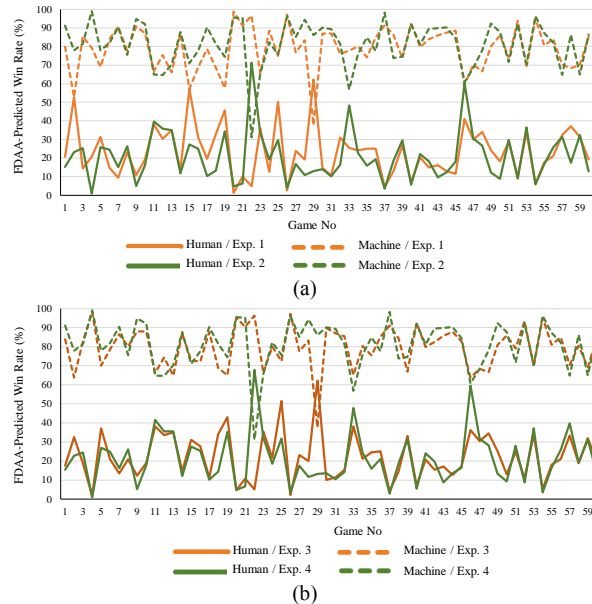 FDAA-Predicted Win Rate (%)
100
90
80
70
60
50
40
30
20
10
0
1 3 5 7 9 11 13 15 17 19 21 23 25 27 29 31 33 35 37 39 41 43 45 47 49 51 53 55 57 59
Game No
Human / Exp. 1 Machine / Exp. 1
Human / Exp. 2 Machine / Exp. 2
(a)
FDAA-Predicted Win Rate (%)
100
90
80
70
60
50
40
30
20
10
0
1 3 5 7 9 11 13 15 17 19 21 23 25 27 29 31 33 35 37 39 41 43 45 47 49 51 53 55 57 59
Game No
Human / Exp. 3 Machine / Exp. 3
Human / Exp. 4 Machine / Exp. 4
(b)